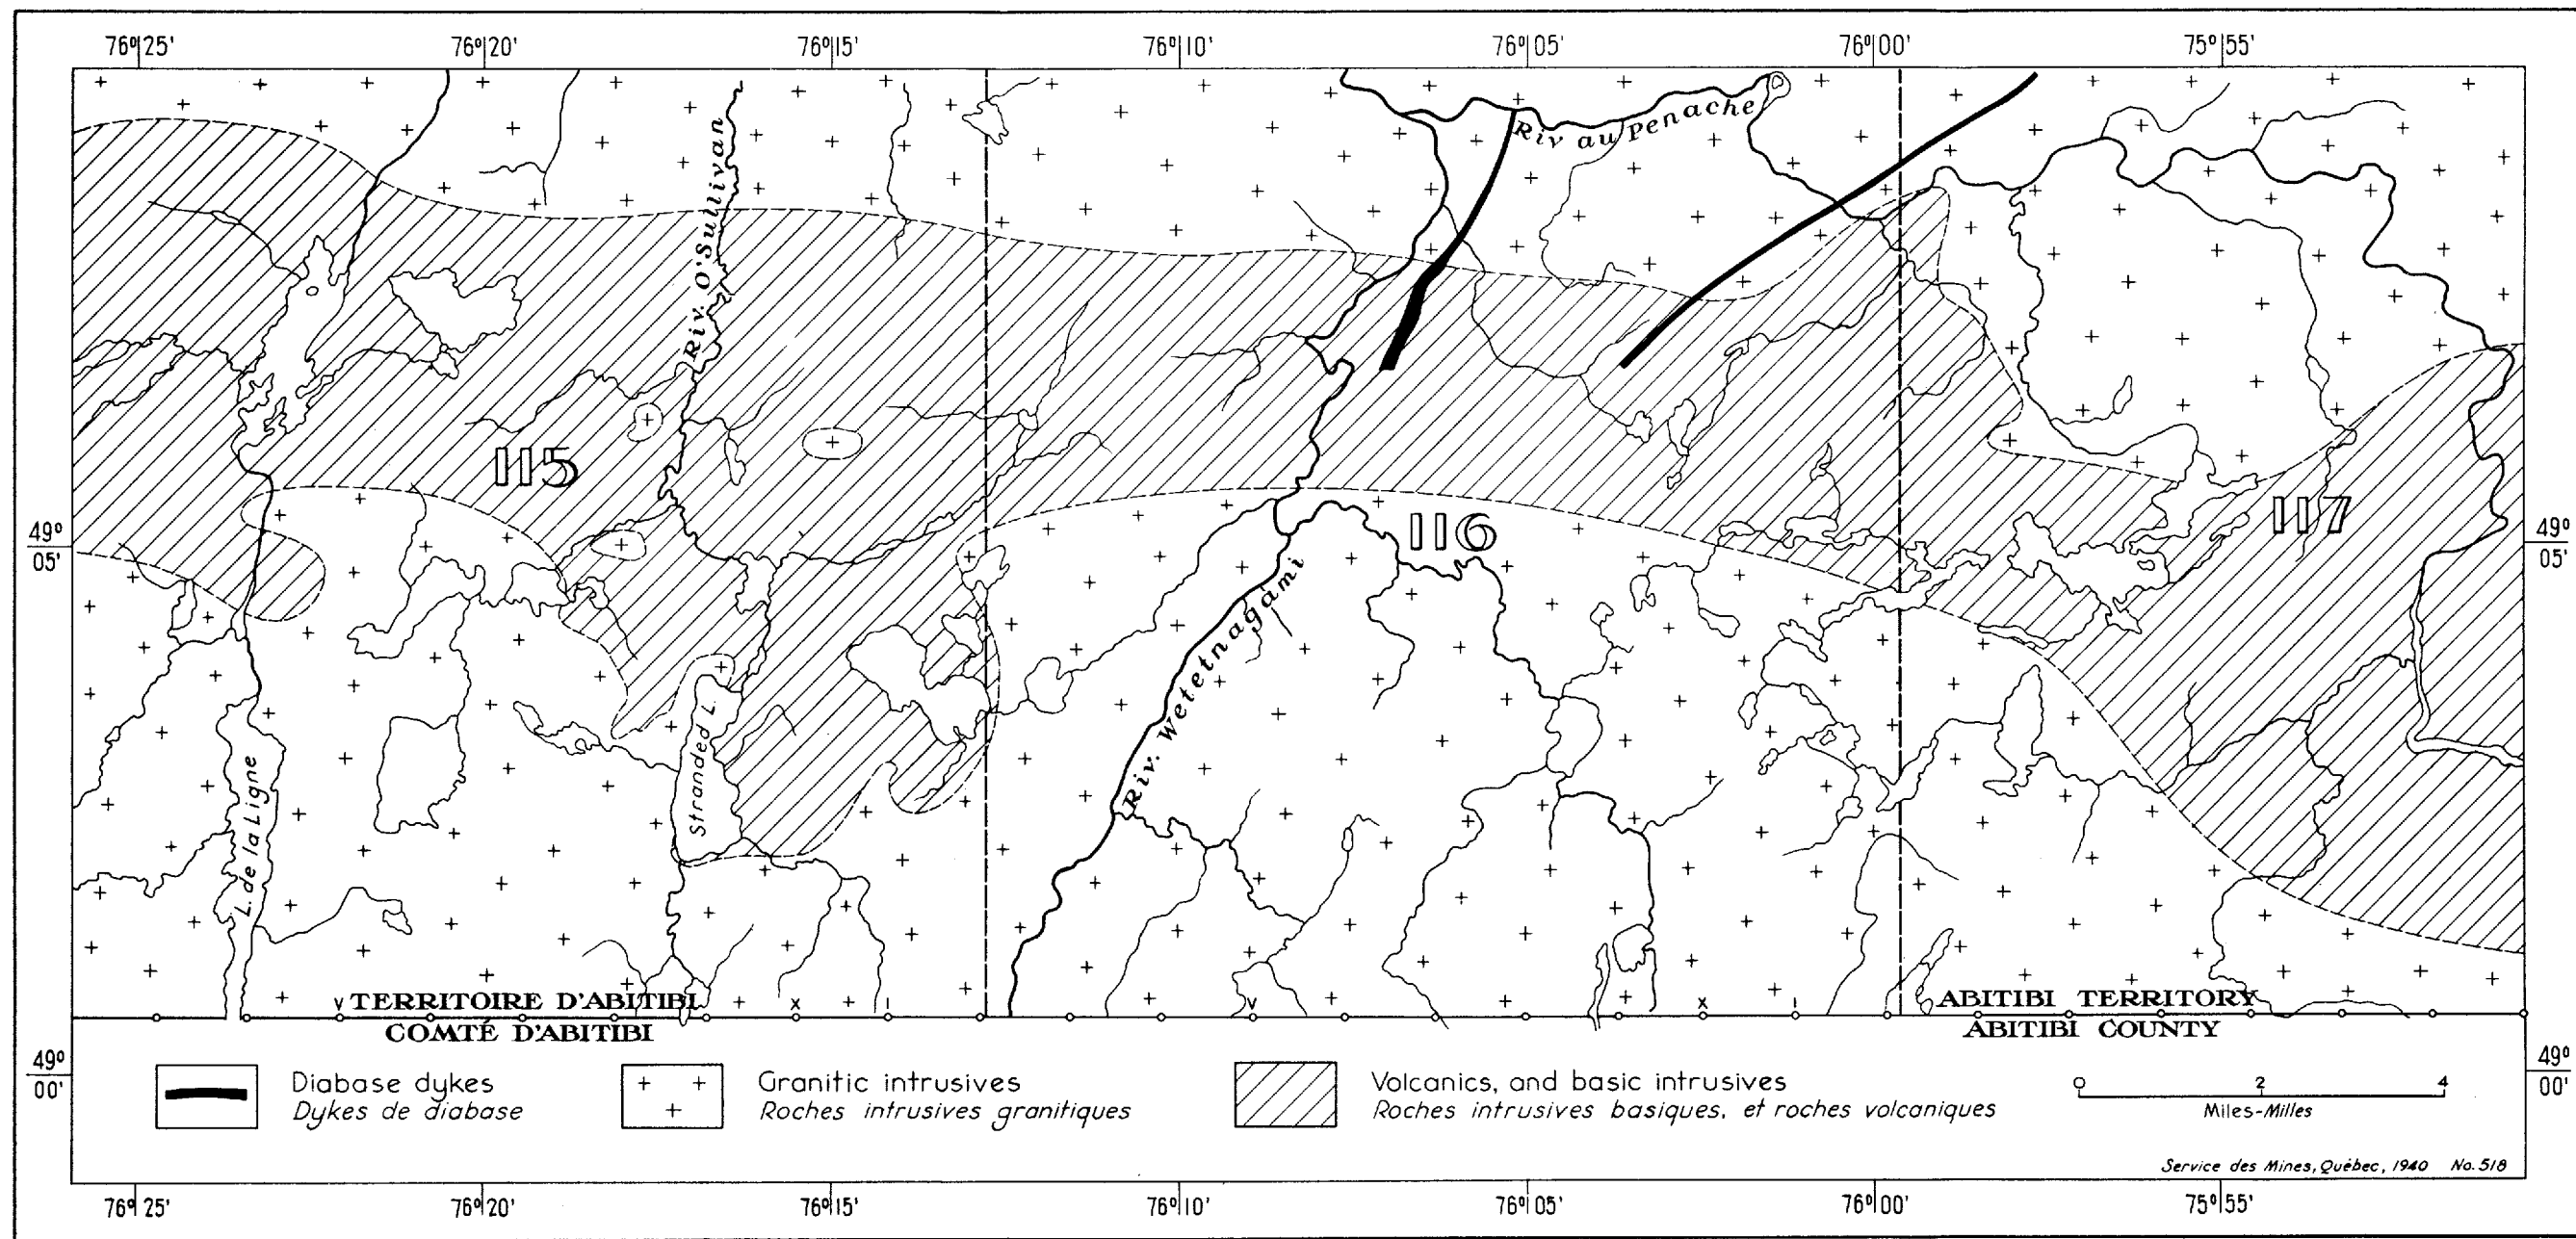 76°25' 76°20' 76°15' 76°10' 76°05' 76°00' 75°55'
Riv au Penache
Riv. O'Sullivan
115
116
117
49° 05'
49° 05'
Riv. Wetetnagami
Stranded L.
L. de la Ligne
V TERRITOIRE D'ABITIBI X I V X I ABITIBI TERRITORY
COMTÉ D'ABITIBI ABITIBI COUNTY
49° 00'
49° 00'
Diabase dykes
Dykes de diabase
Granitic intrusives
Roches intrusives granitiques
Volcanics, and basic intrusives
Roches intrusives basiques, et roches volcaniques
0 2 4
Miles-Milles
Service des Mines, Québec, 1940 No. 518
76°25' 76°20' 76°15' 76°10' 76°05' 76°00' 75°55'